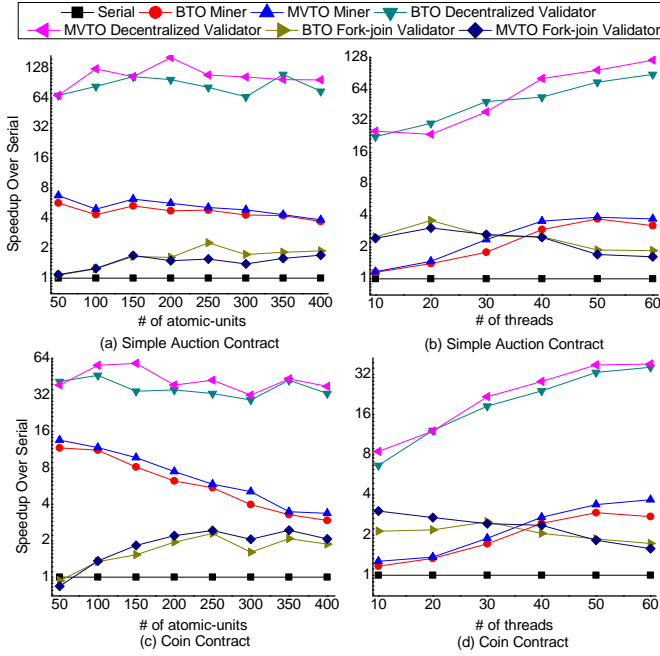 Serial BTO Miner MVTO Miner BTO Decentralized Validator
MVTO Decentralized Validator BTO Fork-join Validator MVTO Fork-join Validator
Speedup Over Serial
128
64
32
16
8
4
2
1
50 100 150 200 250 300 350 400
# of atomic-units
(a) Simple Auction Contract
128
64
32
16
8
4
2
1
10 20 30 40 50 60
# of threads
(b) Simple Auction Contract
Speedup Over Serial
64
32
16
8
4
2
1
50 100 150 200 250 300 350 400
# of atomic-units
(c) Coin Contract
32
16
8
4
2
1
10 20 30 40 50 60
# of threads
(d) Coin Contract